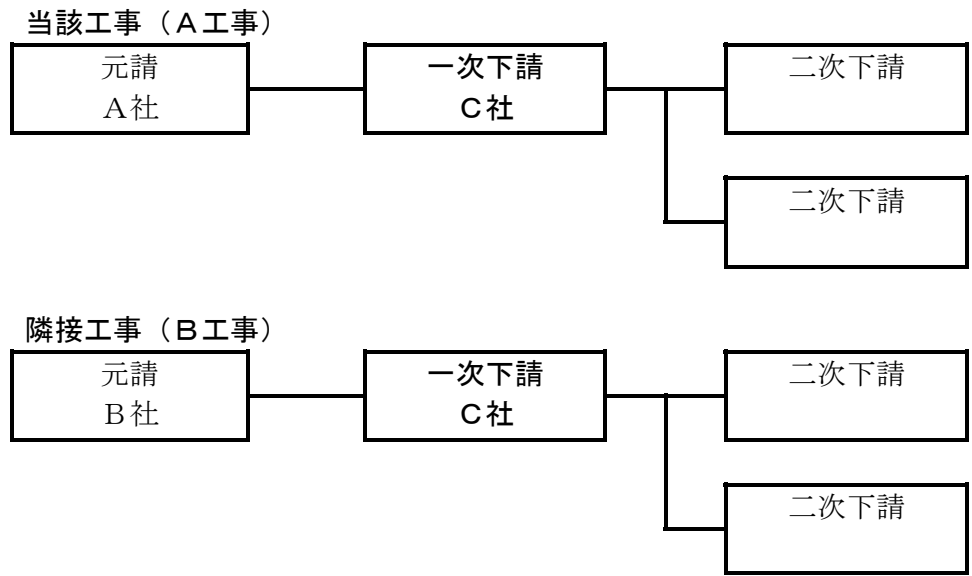 当該工事（Ａ工事）
元請
Ａ社
一次下請
Ｃ社
二次下請
二次下請
隣接工事（Ｂ工事）
元請
Ｂ社
一次下請
Ｃ社
二次下請
二次下請